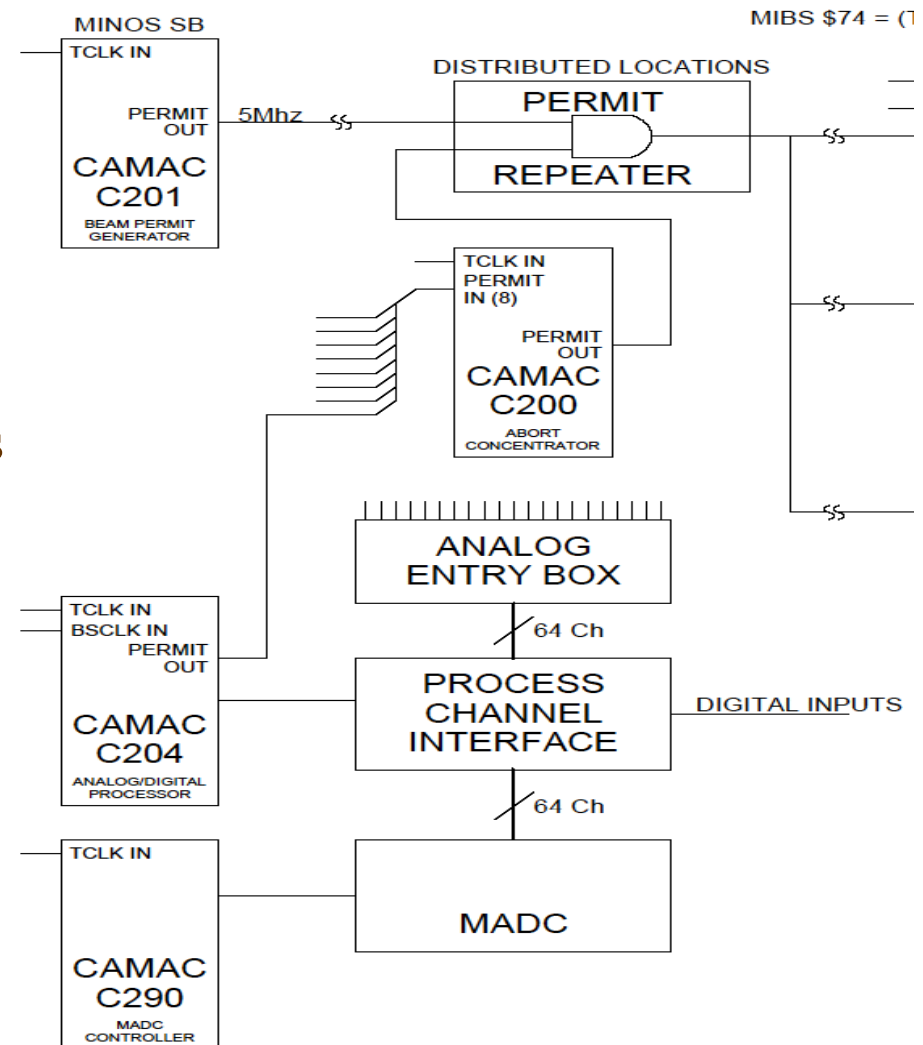 MIBS $74 = (T
MINOS SB
TCLK IN
PERMIT
OUT
5Mhz
CAMAC
C201
BEAM PERMIT
GENERATOR
DISTRIBUTED LOCATIONS
PERMIT
REPEATER
TCLK IN
PERMIT
IN (8)
PERMIT
OUT
CAMAC
C200
ABORT
CONCENTRATOR
s
ANALOG
ENTRY BOX
64 Ch
TCLK IN
BSCLK IN
PERMIT
OUT
CAMAC
C204
ANALOG/DIGITAL
PROCESSOR
PROCESS
CHANNEL
INTERFACE
DIGITAL INPUTS
64 Ch
TCLK IN
CAMAC
C290
MADC
CONTROLLER
MADC